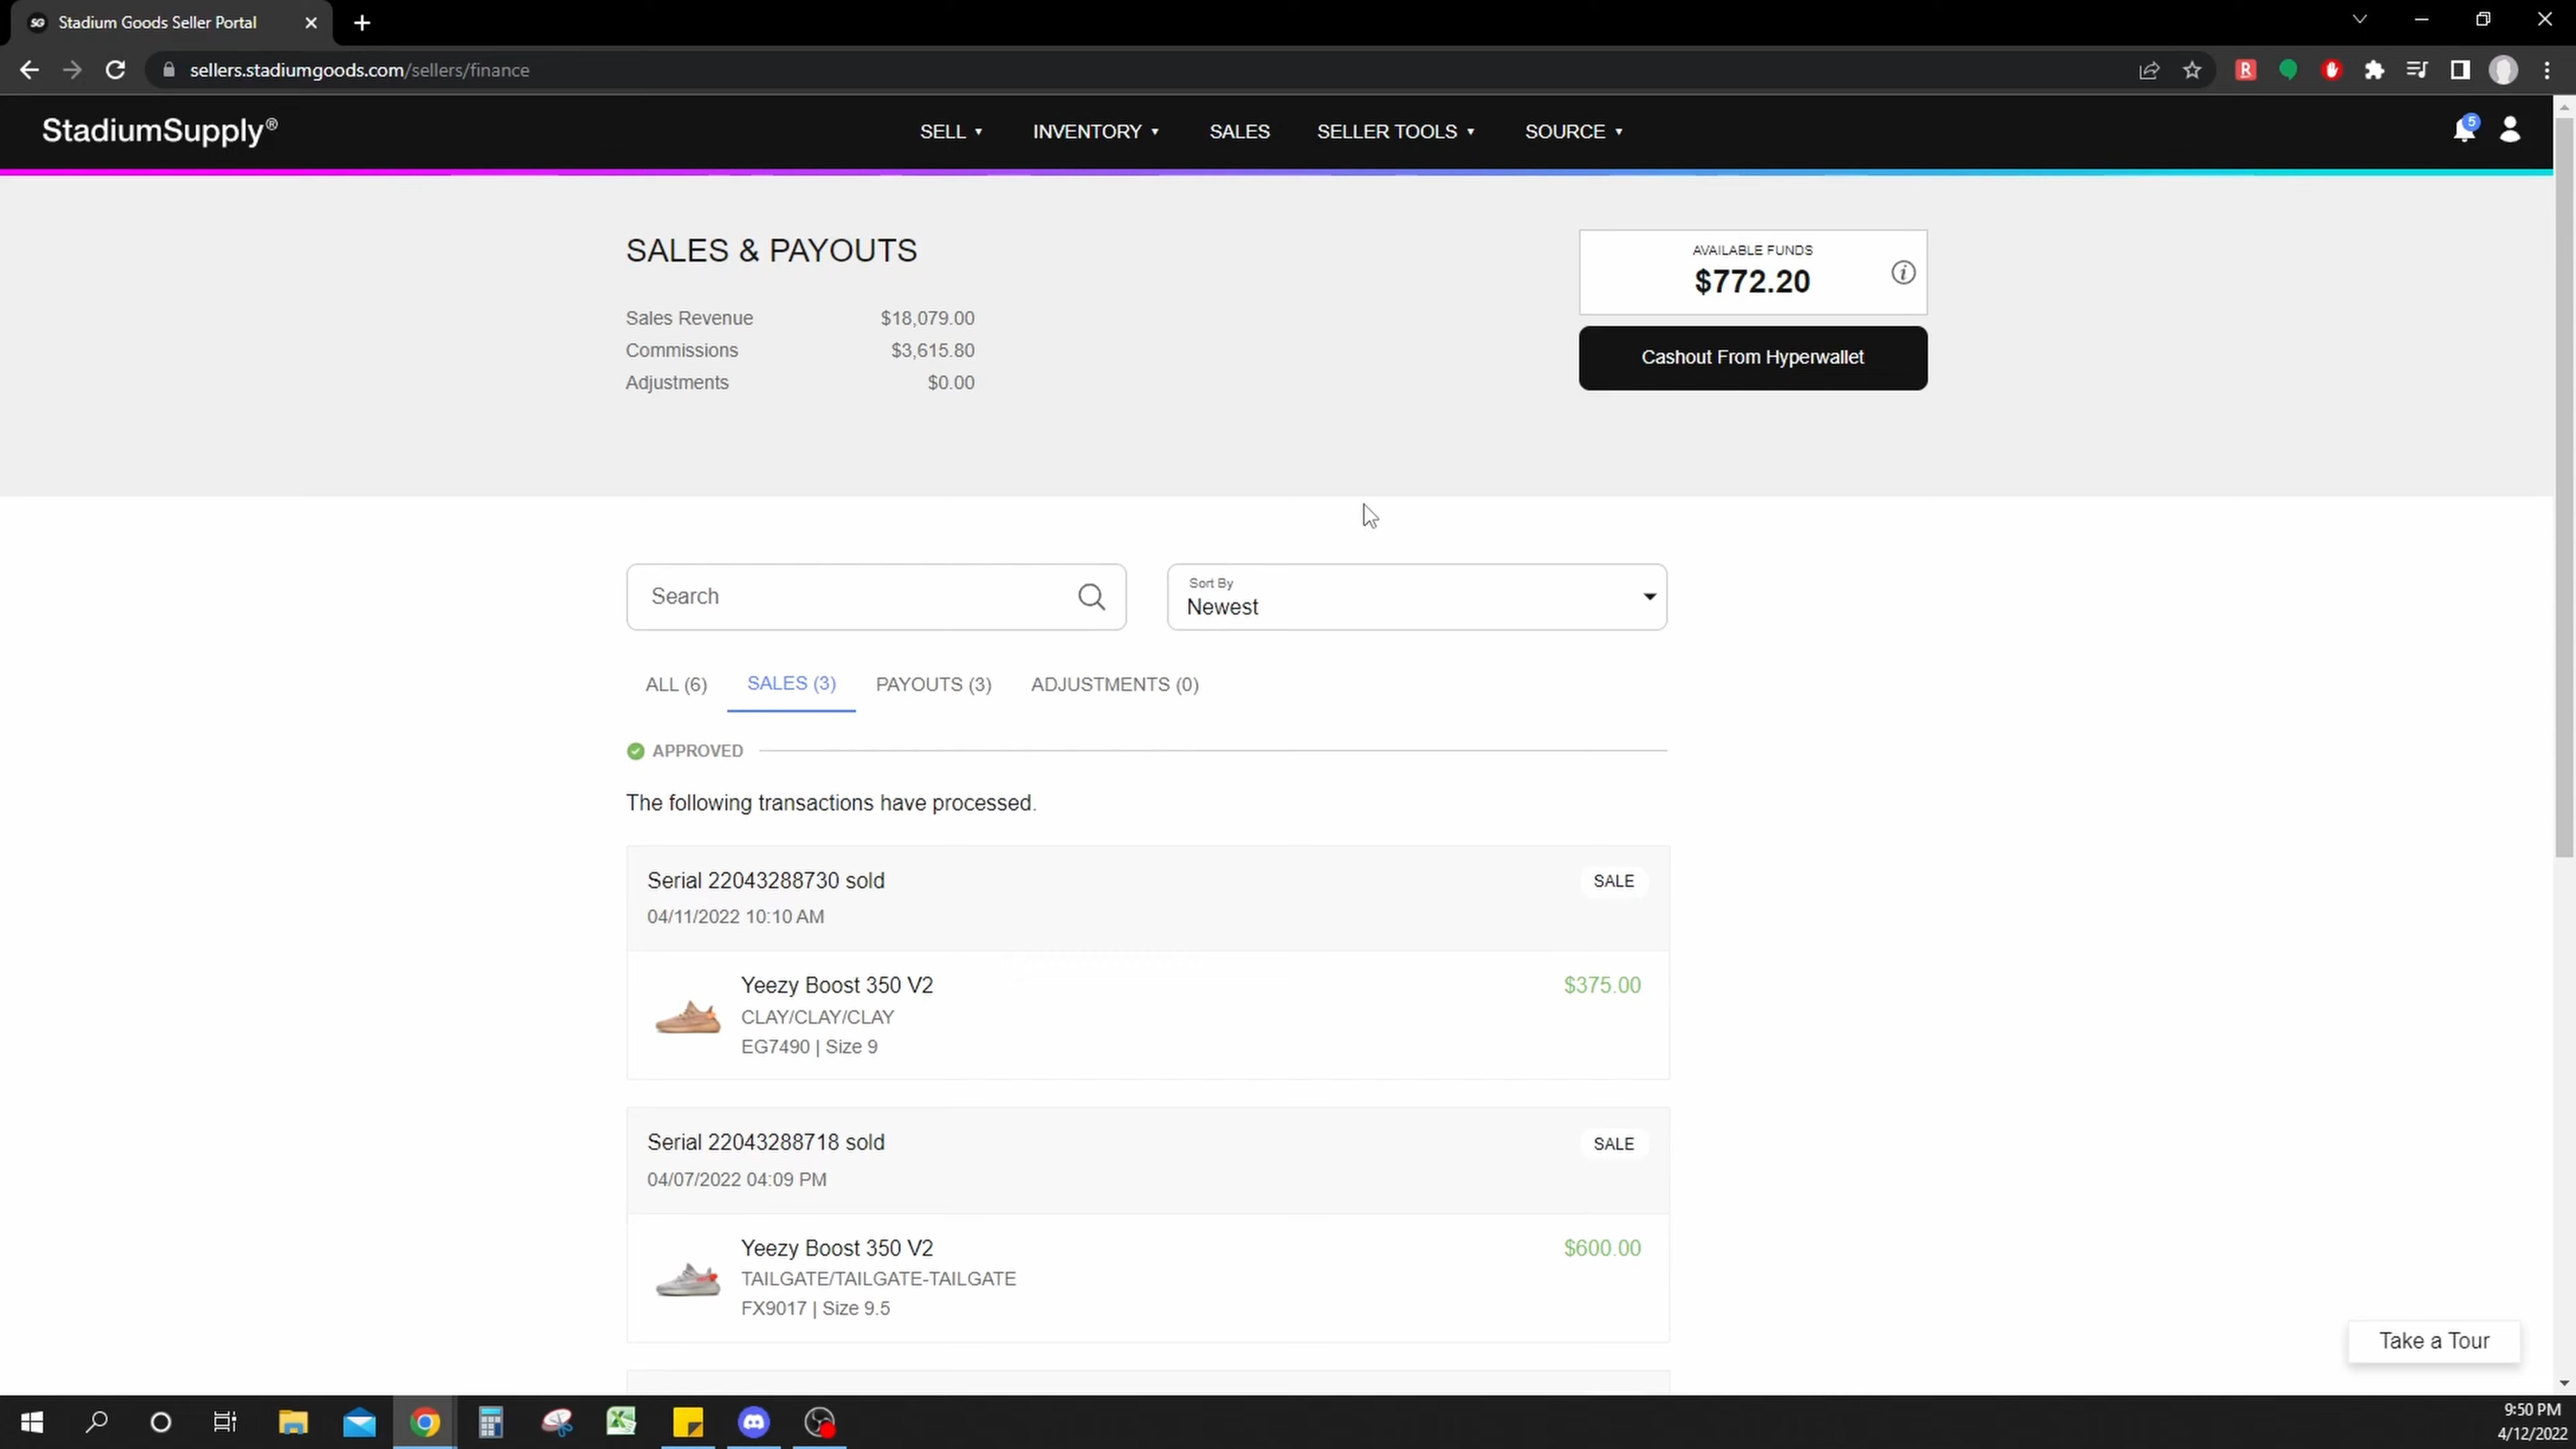 Stadium Goods Seller Portal
sellers.stadiumgoods.com/sellers/finance
StadiumSupply®
SELL
INVENTORY
SALES
SELLER TOOLS
SOURCE
5
SALES & PAYOUTS
Sales Revenue $18,079.00
Commissions $3,615.80
Adjustments $0.00
AVAILABLE FUNDS
$772.20
Cashout From Hyperwallet
Search
Sort By
Newest
ALL (6) SALES (3) PAYOUTS (3) ADJUSTMENTS (0)
APPROVED
The following transactions have processed.
Serial 22043288730 sold SALE
04/11/2022 10:10 AM
Yeezy Boost 350 V2 $375.00
CLAY/CLAY/CLAY
EG7490 | Size 9
Serial 22043288718 sold SALE
04/07/2022 04:09 PM
Yeezy Boost 350 V2 $600.00
TAILGATE/TAILGATE-TAILGATE
FX9017 | Size 9.5
Take a Tour
9:50 PM
4/12/2022